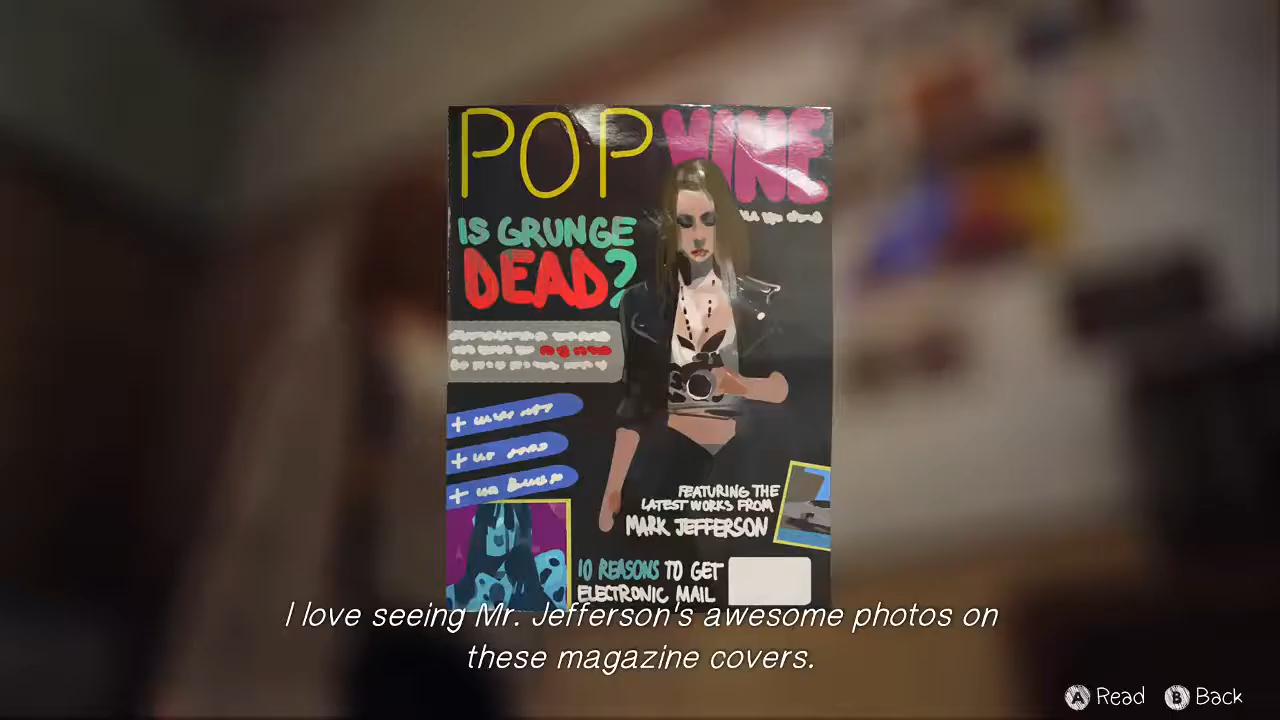 POP VINE
IS GRUNGE
DEAD?
FEATURING THE
LATEST WORKS FROM
MARK JEFFERSON
10 REASONS TO GET
ELECTRONIC MAIL
I love seeing Mr. Jefferson's awesome photos on
these magazine covers.
A Read B Back